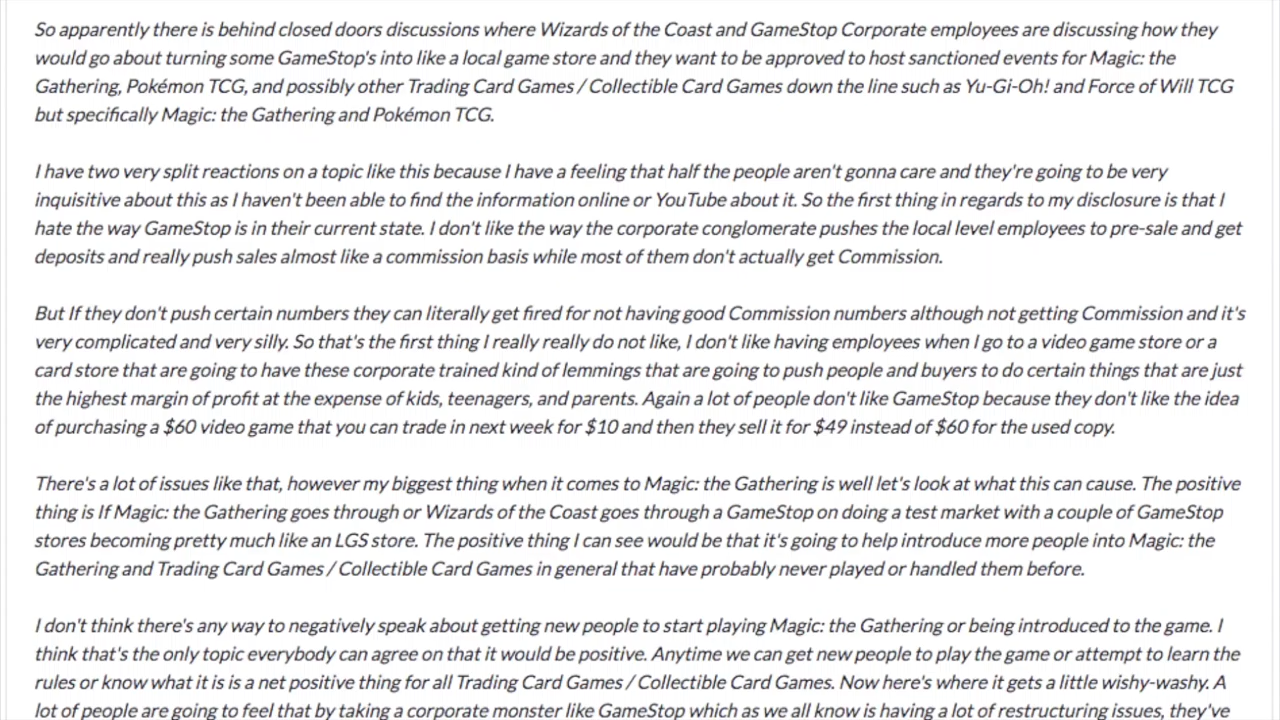 So apparently there is behind closed doors discussions where Wizards of the Coast and GameStop Corporate employees are discussing how they
would go about turning some GameStop's into like a local game store and they want to be approved to host sanctioned events for Magic: the
Gathering, Pokémon TCG, and possibly other Trading Card Games / Collectible Card Games down the line such as Yu-Gi-Oh! and Force of Will TCG
but specifically Magic: the Gathering and Pokémon TCG.
I have two very split reactions on a topic like this because I have a feeling that half the people aren't gonna care and they're going to be very
inquisitive about this as I haven't been able to find the information online or YouTube about it. So the first thing in regards to my disclosure is that I
hate the way GameStop is in their current state. I don't like the way the corporate conglomerate pushes the local level employees to pre-sale and get
deposits and really push sales almost like a commission basis while most of them don't actually get Commission.
But If they don't push certain numbers they can literally get fired for not having good Commission numbers although not getting Commission and it's
very complicated and very silly. So that's the first thing I really really do not like, I don't like having employees when I go to a video game store or a
card store that are going to have these corporate trained kind of lemmings that are going to push people and buyers to do certain things that are just
the highest margin of profit at the expense of kids, teenagers, and parents. Again a lot of people don't like GameStop because they don't like the idea
of purchasing a $60 video game that you can trade in next week for $10 and then they sell it for $49 instead of $60 for the used copy.
There's a lot of issues like that, however my biggest thing when it comes to Magic: the Gathering is well let's look at what this can cause. The positive
thing is If Magic: the Gathering goes through or Wizards of the Coast goes through a GameStop on doing a test market with a couple of GameStop
stores becoming pretty much like an LGS store. The positive thing I can see would be that it's going to help introduce more people into Magic: the
Gathering and Trading Card Games / Collectible Card Games in general that have probably never played or handled them before.
I don't think there's any way to negatively speak about getting new people to start playing Magic: the Gathering or being introduced to the game. I
think that's the only topic everybody can agree on that it would be positive. Anytime we can get new people to play the game or attempt to learn the
rules or know what it is is a net positive thing for all Trading Card Games / Collectible Card Games. Now here's where it gets a little wishy-washy. A
lot of people are going to feel that by taking a corporate monster like GameStop which as we all know is having a lot of restructuring issues, they've